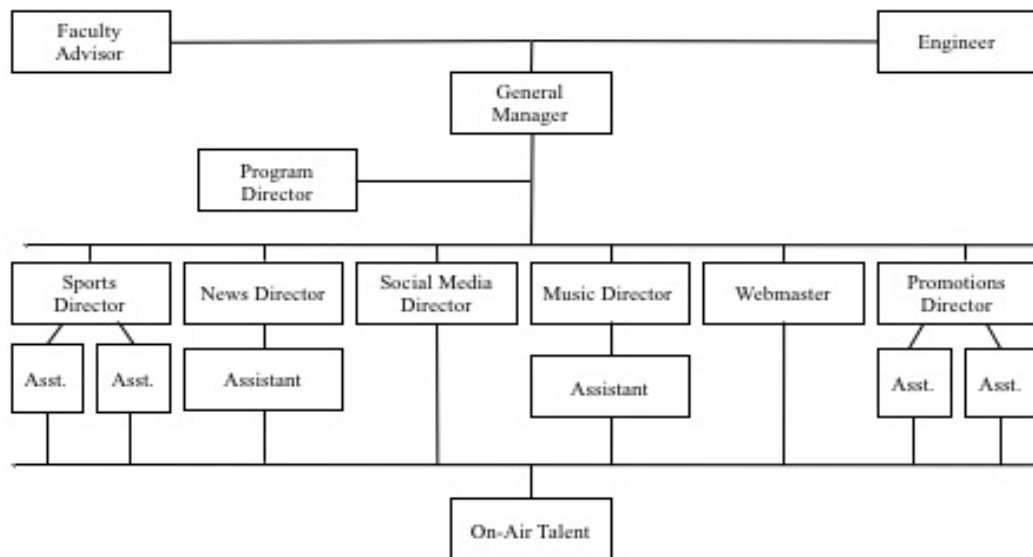 Faculty
Advisor
Engineer
General
Manager
Program
Director
Sports
Director
News Director
Social Media
Director
Music Director
Webmaster
Promotions
Director
Asst.
Asst.
Assistant
Assistant
Asst.
Asst.
On-Air Talent